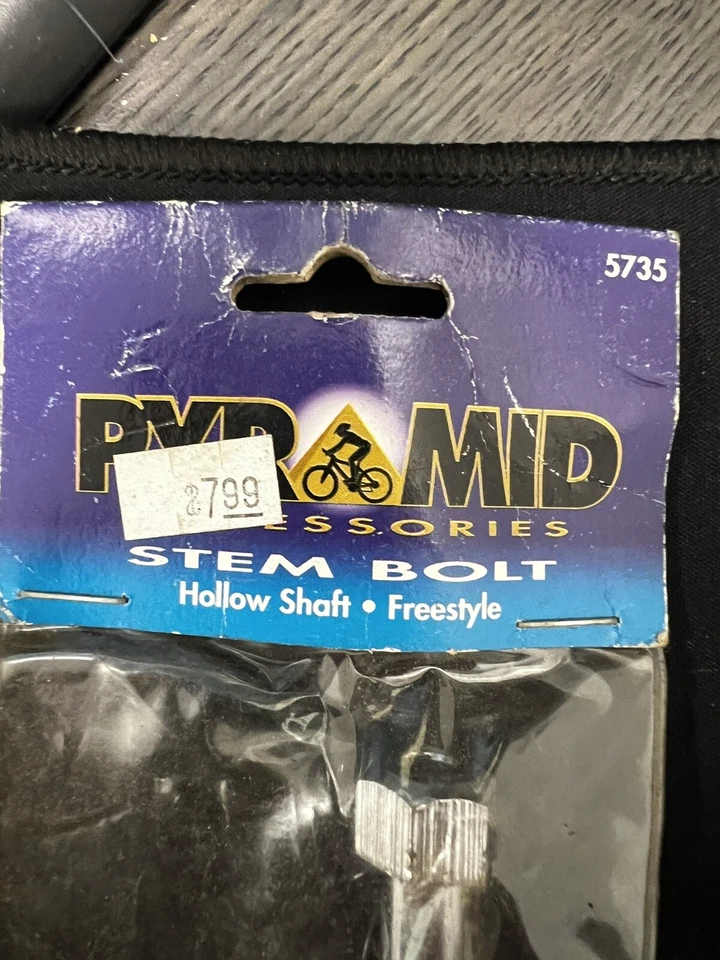 5735
PYRAMID
799
ESSORIES
STEM BOLT
Hollow Shaft • Freestyle